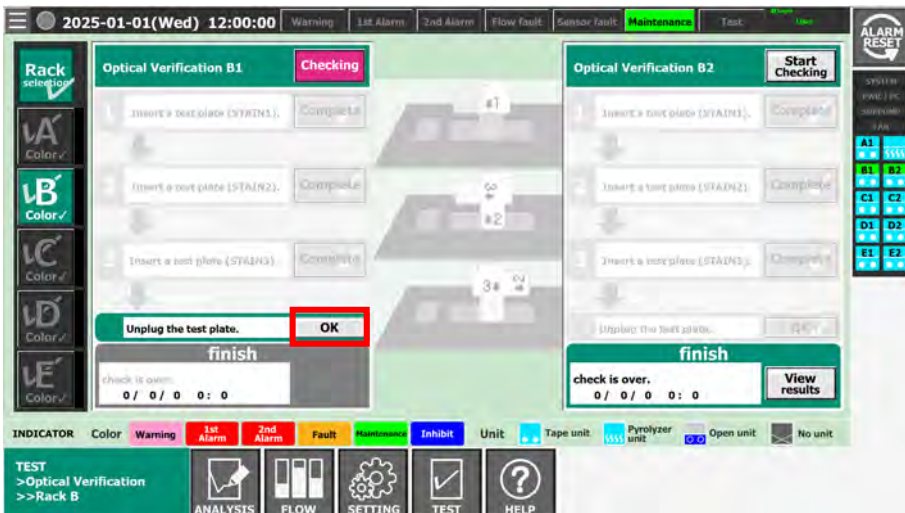 2025-01-01(Wed) 12:00:00 Warning 1st Alarm 2nd Alarm Flow fault Sensor fault Maintenance Test
ALARM
RESET
Rack
selection
A
Color✓
B
Color✓
C
Color✓
D
Color✓
E
Color✓
Optical Verification B1 Checking
Insert a test plate (STAIN1). Complete
Insert a test plate (STAIN2). Complete
Insert a test plate (STAIN3). Complete
Unplug the test plate. OK
finish
check is over.
0/ 0/ 0 0: 0
#1
3#
#2
3# 2#
Optical Verification B2 Start
Checking
Insert a test plate (STAIN1). Complete
Insert a test plate (STAIN2). Complete
Insert a test plate (STAIN3). Complete
Unplug the test plate. OK
finish
check is over.
0/ 0/ 0 0: 0
View
results
SYSTEM
A1
B1 B2
C1 C2
D1 D2
E1 E2
INDICATOR Color Warning 1st Alarm 2nd Alarm Fault Maintenance Inhibit Unit Tape unit Pyrolyzer unit Open unit No unit
TEST
>Optical Verification
>>Rack B
ANALYSIS FLOW SETTING TEST HELP